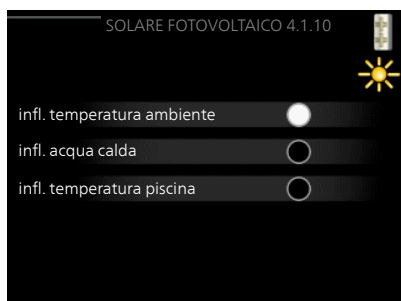 SOLARE FOTOVOLTAICO 4.1.10
infl. temperatura ambiente
infl. acqua calda
infl. temperatura piscina